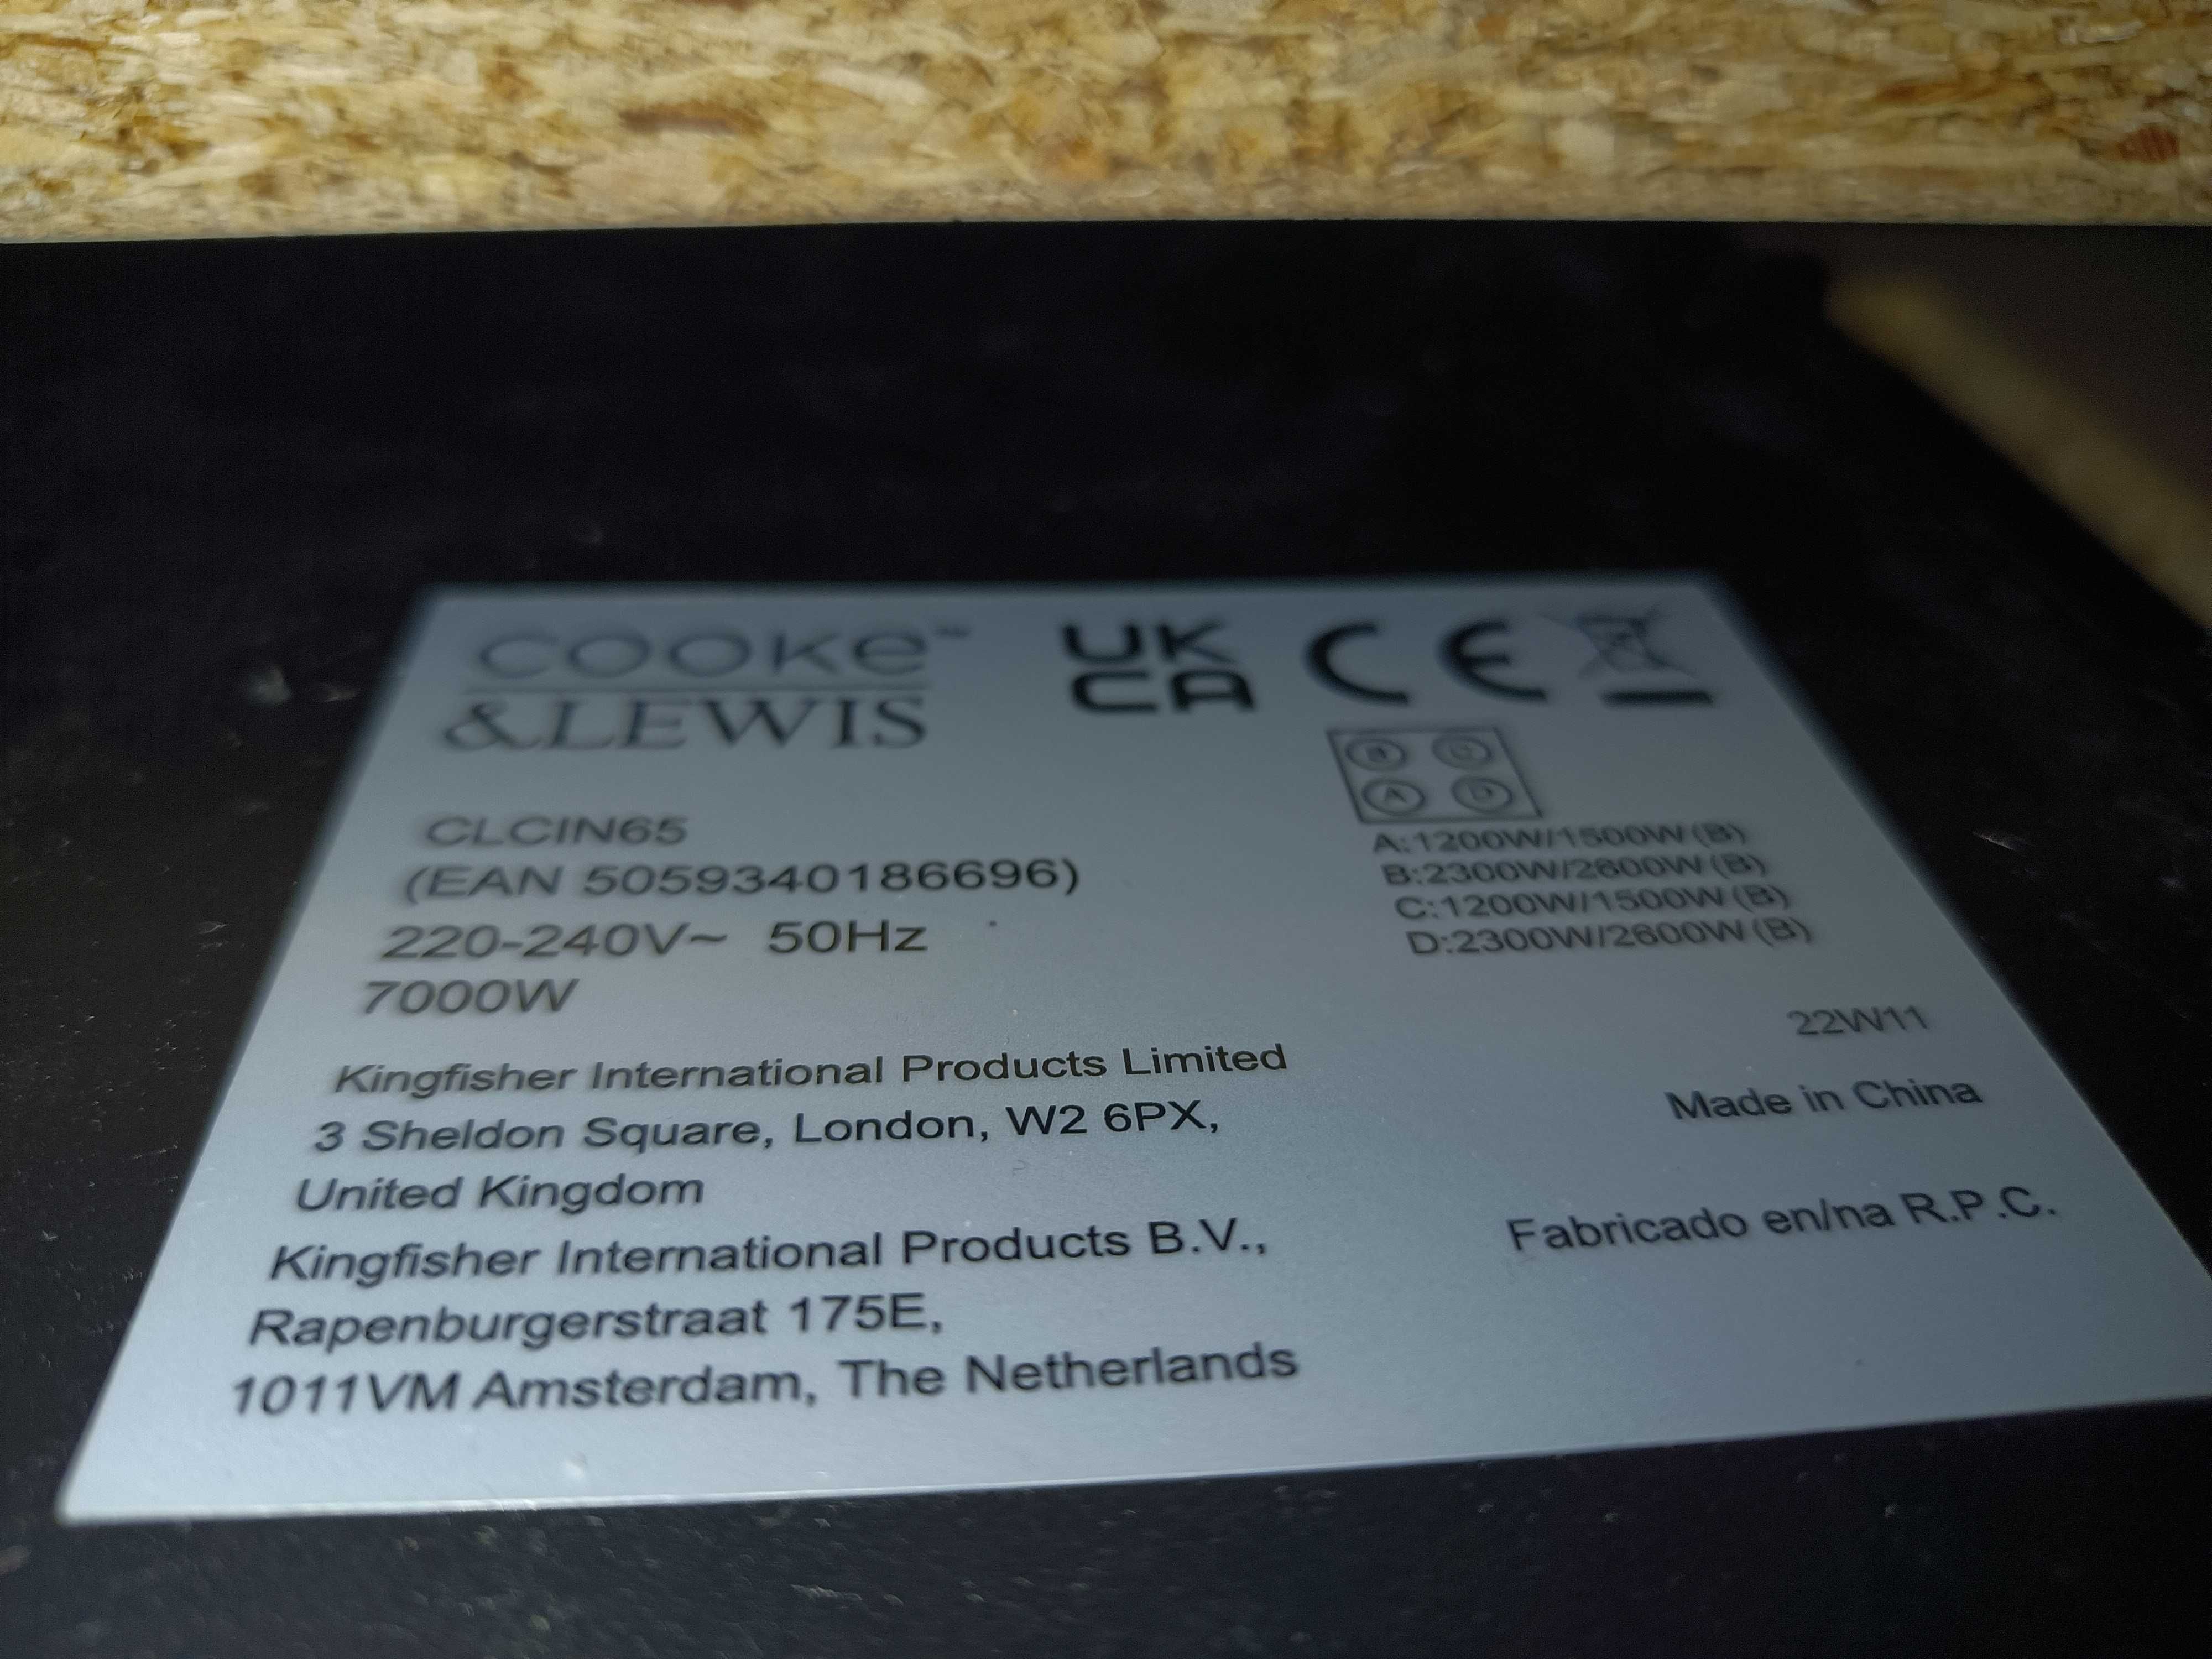 cooke™
&LEWIS
UK
CA
CE
B C
A D
CLCIN65
(EAN 5059340186696)
220-240V~ 50Hz
7000W
A:1200W/1500W(B)
B:2300W/2600W(B)
C:1200W/1500W(B)
D:2300W/2600W(B)
22W11
Made in China
Fabricado en/na R.P.C.
Kingfisher International Products Limited
3 Sheldon Square, London, W2 6PX,
United Kingdom
Kingfisher International Products B.V.,
Rapenburgerstraat 175E,
1011VM Amsterdam, The Netherlands